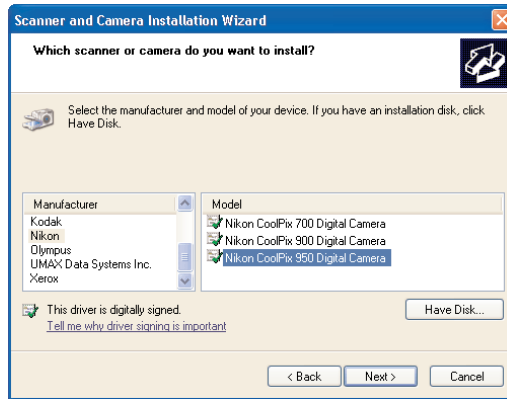 Scanner and Camera Installation Wizard
Which scanner or camera do you want to install?
Select the manufacturer and model of your device. If you have an installation disk, click
Have Disk.
Manufacturer
Kodak
Nikon
Olympus
UMAX Data Systems Inc.
Xerox
Model
Nikon CoolPix 700 Digital Camera
Nikon CoolPix 900 Digital Camera
Nikon CoolPix 950 Digital Camera
This driver is digitally signed.
Tell me why driver signing is important
Have Disk...
< Back Next > Cancel